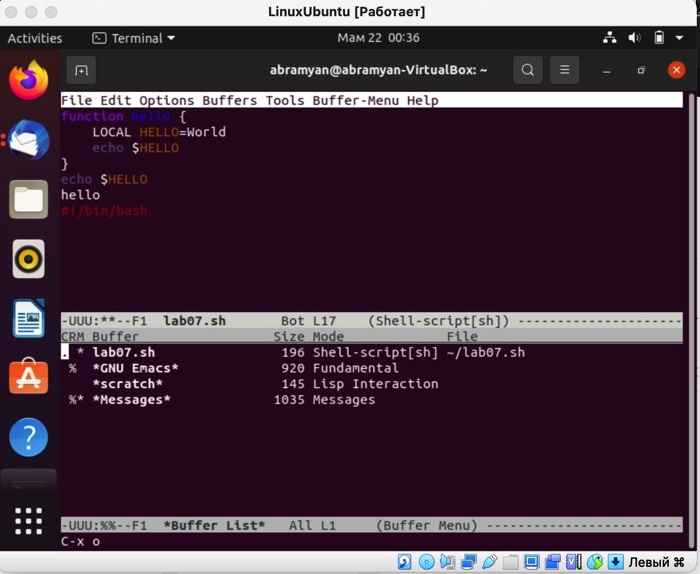 LinuxUbuntu [Работает]
Activities Terminal Мам 22 00:36
abramyan@abramyan-VirtualBox: ~
File Edit Options Buffers Tools Buffer-Menu Help
function hello {
    LOCAL HELLO=World
    echo $HELLO
}
echo $HELLO
hello
#!/bin/bash
-UUU:**--F1  lab07.sh       Bot L17    (Shell-script[sh]) ---------------------
CRM Buffer                 Size Mode             File
. * lab07.sh                196 Shell-script[sh] ~/lab07.sh
 %  *GNU Emacs*             920 Fundamental
    *scratch*               145 Lisp Interaction
 %* *Messages*             1035 Messages
-UUU:%%--F1  *Buffer List*   All L1     (Buffer Menu) -------------------------
C-x o
Левый ⌘